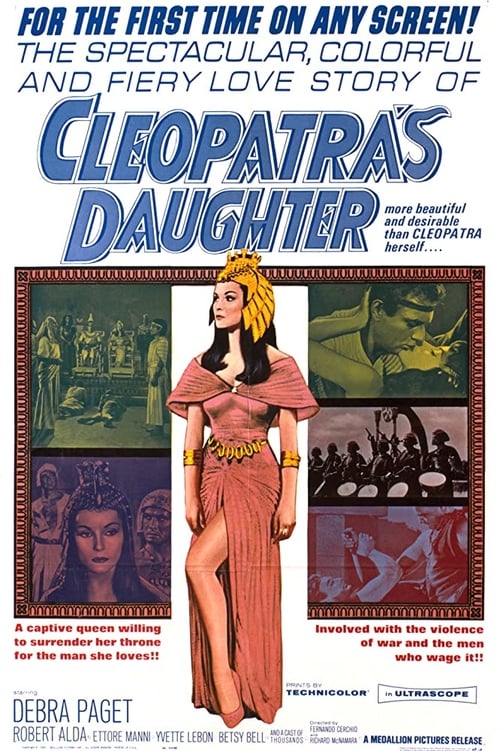 FOR THE FIRST TIME ON ANY SCREEN!
THE SPECTACULAR, COLORFUL
AND FIERY LOVE STORY OF
CLEOPATRA'S
DAUGHTER
more beautiful
and desirable
than CLEOPATRA
herself....
A captive queen willing
to surrender her throne
for the man she loves!!
Involved with the violence
of war and the men
who wage it!!
starring
DEBRA PAGET
ROBERT ALDA · ETTORE MANNI · YVETTE LEBON · BETSY BELL · AND A CAST OF THOUSANDS
PRINTS BY
TECHNICOLOR
in ULTRASCOPE
Directed by
FERNANDO CERCHIO
and RICHARD McNAMARA
A MEDALLION PICTURES RELEASE